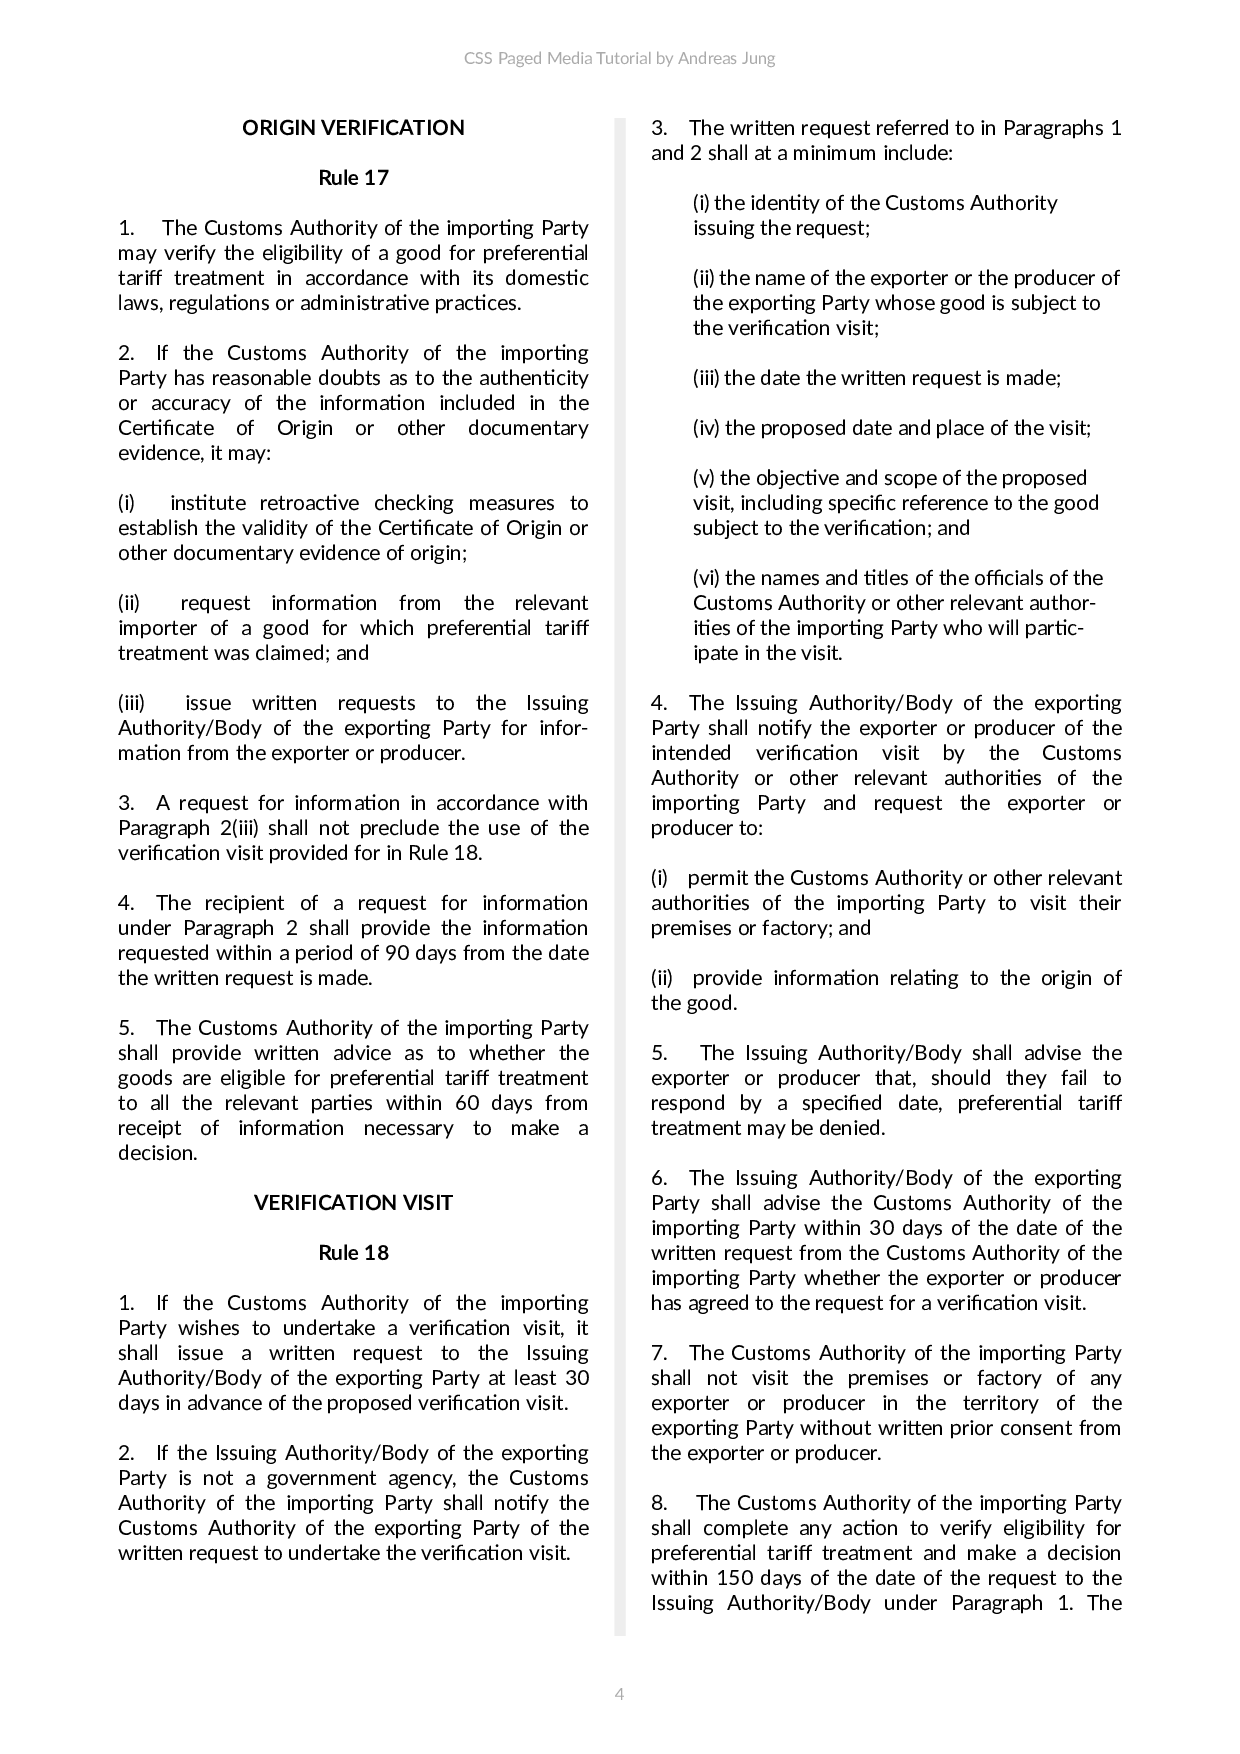 CSS Paged Media Tutorial by Andreas Jung
ORIGIN VERIFICATION
Rule 17
1. The Customs Authority of the importing Party
may verify the eligibility of a good for preferential
tariff treatment in accordance with its domestic
laws, regulations or administrative practices.
2. If the Customs Authority of the importing
Party has reasonable doubts as to the authenticity
or accuracy of the information included in the
Certificate of Origin or other documentary
evidence, it may:
(i) institute retroactive checking measures to
establish the validity of the Certificate of Origin or
other documentary evidence of origin;
(ii) request information from the relevant
importer of a good for which preferential tariff
treatment was claimed; and
(iii) issue written requests to the Issuing
Authority/Body of the exporting Party for infor-
mation from the exporter or producer.
3. A request for information in accordance with
Paragraph 2(iii) shall not preclude the use of the
verification visit provided for in Rule 18.
4. The recipient of a request for information
under Paragraph 2 shall provide the information
requested within a period of 90 days from the date
the written request is made.
5. The Customs Authority of the importing Party
shall provide written advice as to whether the
goods are eligible for preferential tariff treatment
to all the relevant parties within 60 days from
receipt of information necessary to make a
decision.
VERIFICATION VISIT
Rule 18
1. If the Customs Authority of the importing
Party wishes to undertake a verification visit, it
shall issue a written request to the Issuing
Authority/Body of the exporting Party at least 30
days in advance of the proposed verification visit.
2. If the Issuing Authority/Body of the exporting
Party is not a government agency, the Customs
Authority of the importing Party shall notify the
Customs Authority of the exporting Party of the
written request to undertake the verification visit.
3. The written request referred to in Paragraphs 1
and 2 shall at a minimum include:
(i) the identity of the Customs Authority
issuing the request;
(ii) the name of the exporter or the producer of
the exporting Party whose good is subject to
the verification visit;
(iii) the date the written request is made;
(iv) the proposed date and place of the visit;
(v) the objective and scope of the proposed
visit, including specific reference to the good
subject to the verification; and
(vi) the names and titles of the officials of the
Customs Authority or other relevant author-
ities of the importing Party who will partic-
ipate in the visit.
4. The Issuing Authority/Body of the exporting
Party shall notify the exporter or producer of the
intended verification visit by the Customs
Authority or other relevant authorities of the
importing Party and request the exporter or
producer to:
(i) permit the Customs Authority or other relevant
authorities of the importing Party to visit their
premises or factory; and
(ii) provide information relating to the origin of
the good.
5. The Issuing Authority/Body shall advise the
exporter or producer that, should they fail to
respond by a specified date, preferential tariff
treatment may be denied.
6. The Issuing Authority/Body of the exporting
Party shall advise the Customs Authority of the
importing Party within 30 days of the date of the
written request from the Customs Authority of the
importing Party whether the exporter or producer
has agreed to the request for a verification visit.
7. The Customs Authority of the importing Party
shall not visit the premises or factory of any
exporter or producer in the territory of the
exporting Party without written prior consent from
the exporter or producer.
8. The Customs Authority of the importing Party
shall complete any action to verify eligibility for
preferential tariff treatment and make a decision
within 150 days of the date of the request to the
Issuing Authority/Body under Paragraph 1. The
4